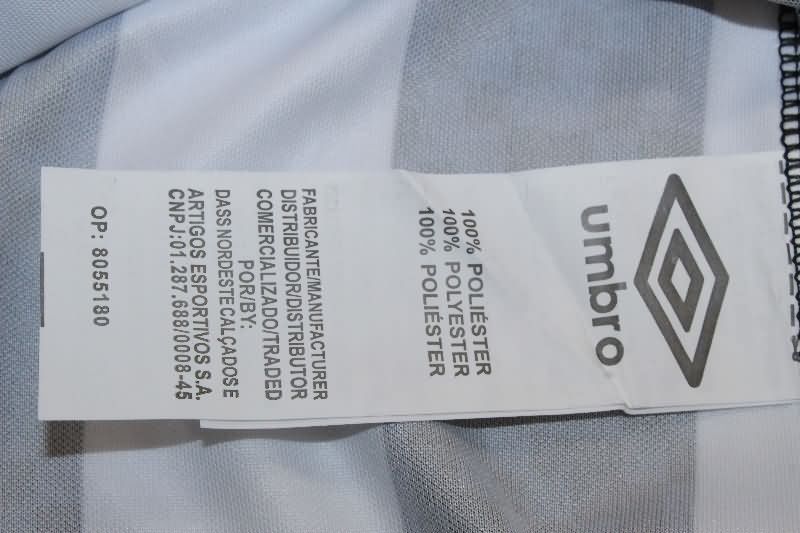 umbro
100% POLIÉSTER
100% POLYESTER
100% POLIÉSTER
FABRICANTE/MANUFACTURER
DISTRIBUIDOR/DISTRIBUTOR
COMERCIALIZADO/TRADED
POR/BY:
DASS NORDESTE CALÇADOS E
ARTIGOS ESPORTIVOS S.A.
CNPJ:01.287.688/0008-45
OP: 8055180